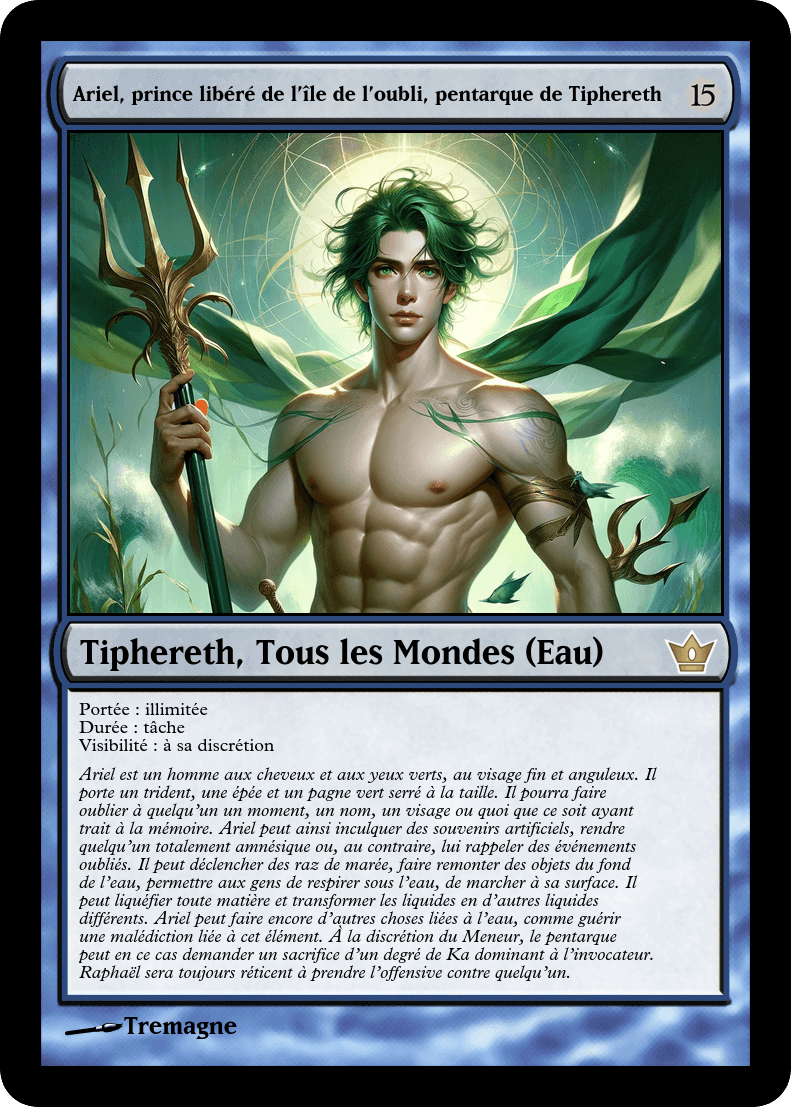 Ariel, prince libéré de l'île de l'oubli, pentarque de Tiphereth 15
Tiphereth, Tous les Mondes (Eau)
Portée : illimitée
Durée : tâche
Visibilité : à sa discrétion
Ariel est un homme aux cheveux et aux yeux verts, au visage fin et anguleux. Il
porte un trident, une épée et un pagne vert serré à la taille. Il pourra faire
oublier à quelqu'un un moment, un nom, un visage ou quoi que ce soit ayant
trait à la mémoire. Ariel peut ainsi inculquer des souvenirs artificiels, rendre
quelqu'un totalement amnésique ou, au contraire, lui rappeler des événements
oubliés. Il peut déclencher des raz de marée, faire remonter des objets du fond
de l'eau, permettre aux gens de respirer sous l'eau, de marcher à sa surface. Il
peut liquéfier toute matière et transformer les liquides en d'autres liquides
différents. Ariel peut faire encore d'autres choses liées à l'eau, comme guérir
une malédiction liée à cet élément. À la discrétion du Meneur, le pentarque
peut en ce cas demander un sacrifice d'un degré de Ka dominant à l'invocateur.
Raphaël sera toujours réticent à prendre l'offensive contre quelqu'un.
Tremagne